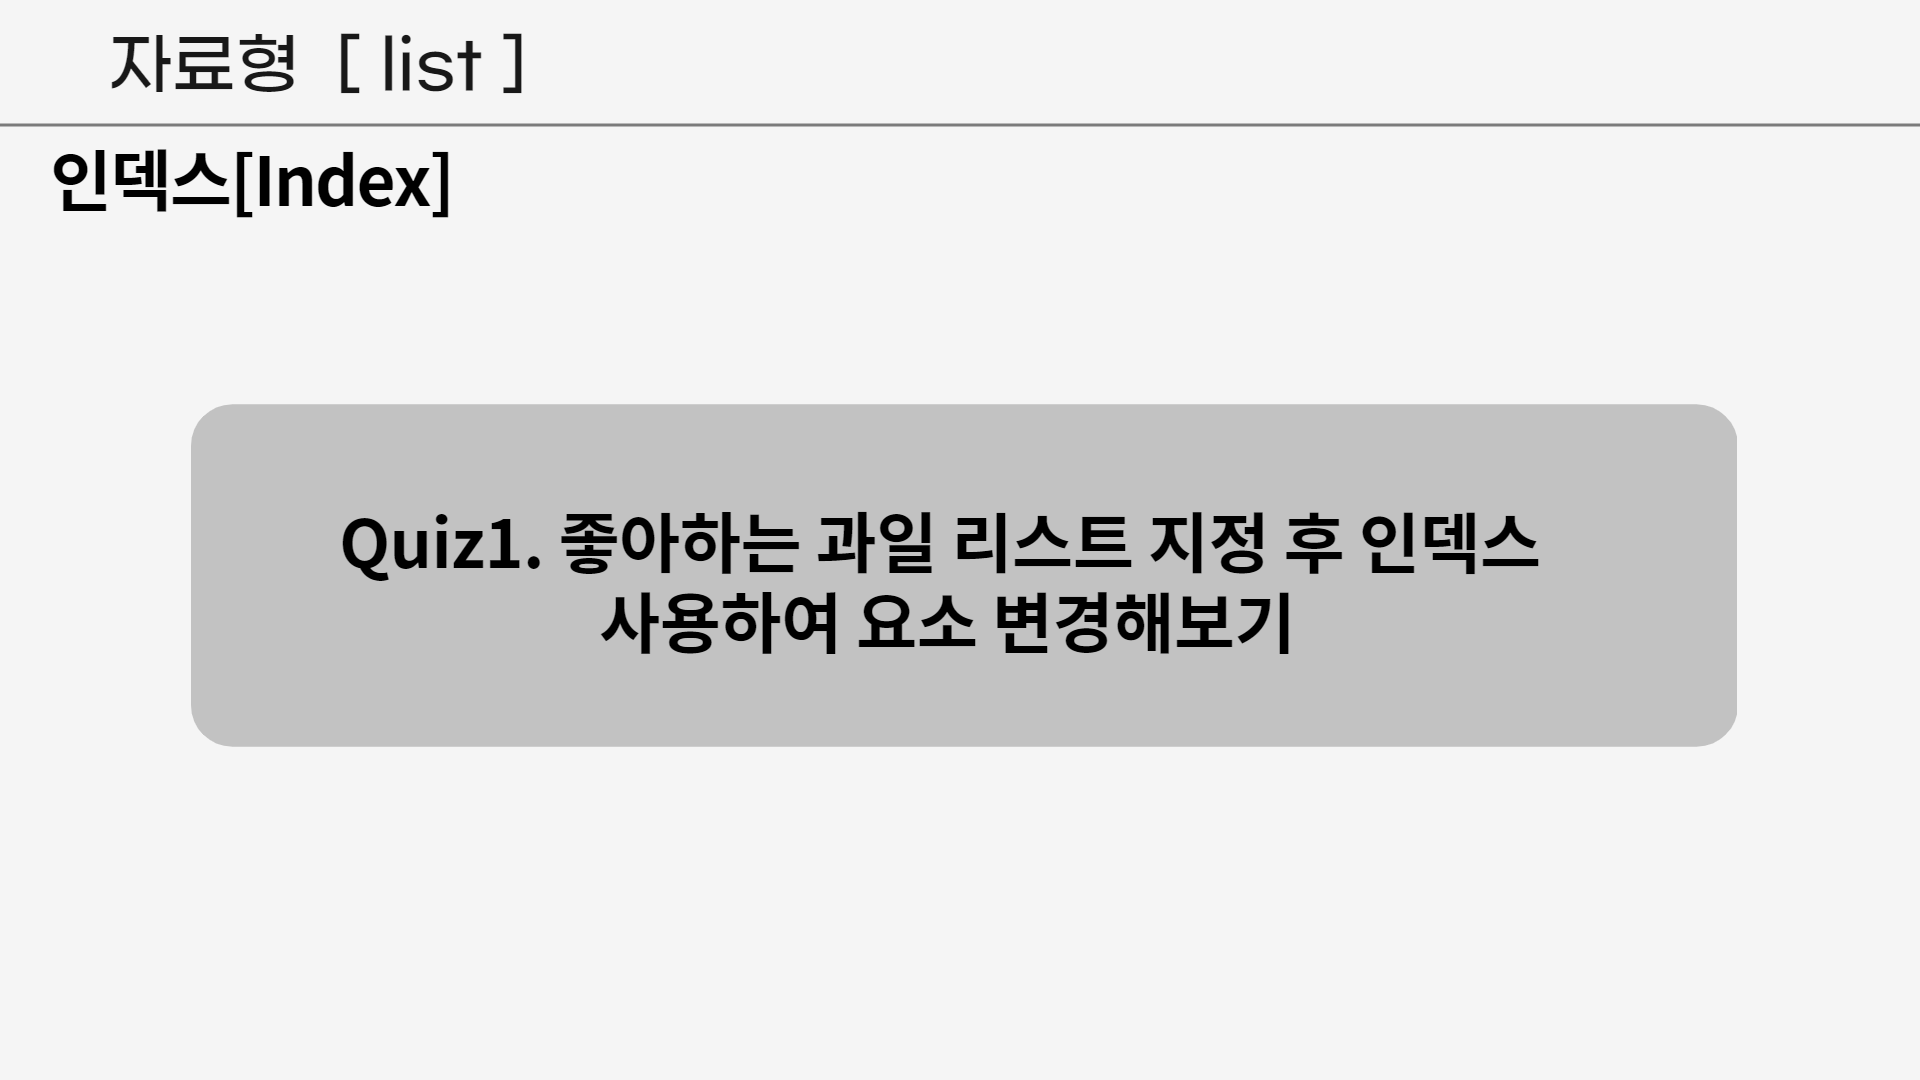 자료형 [ list ]
인덱스[Index]
Quiz1. 좋아하는 과일 리스트 지정 후 인덱스
사용하여 요소 변경해보기